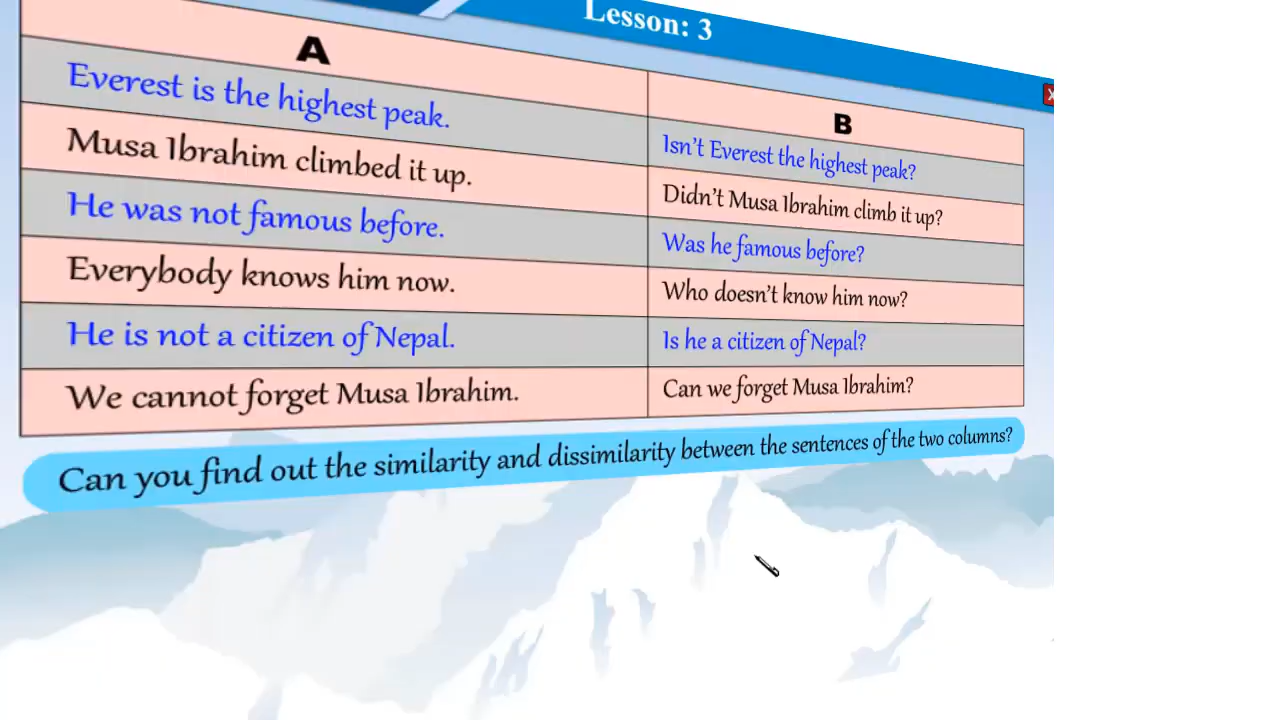 Lesson: 3
A
B
Everest is the highest peak.
Isn't Everest the highest peak?
Musa Ibrahim climbed it up.
Didn't Musa Ibrahim climb it up?
He was not famous before.
Was he famous before?
Everybody knows him now.
Who doesn't know him now?
He is not a citizen of Nepal.
Is he a citizen of Nepal?
We cannot forget Musa Ibrahim.
Can we forget Musa Ibrahim?
Can you find out the similarity and dissimilarity between the sentences of the two columns?